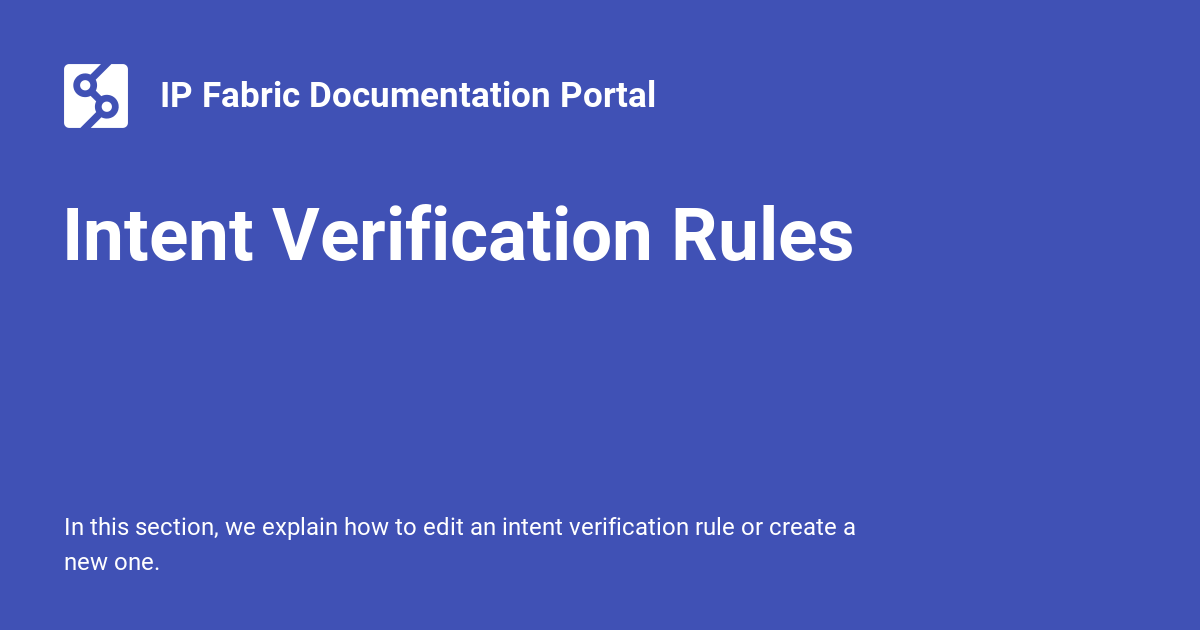 IP Fabric Documentation Portal
Intent Verification Rules
In this section, we explain how to edit an intent verification rule or create a
new one.